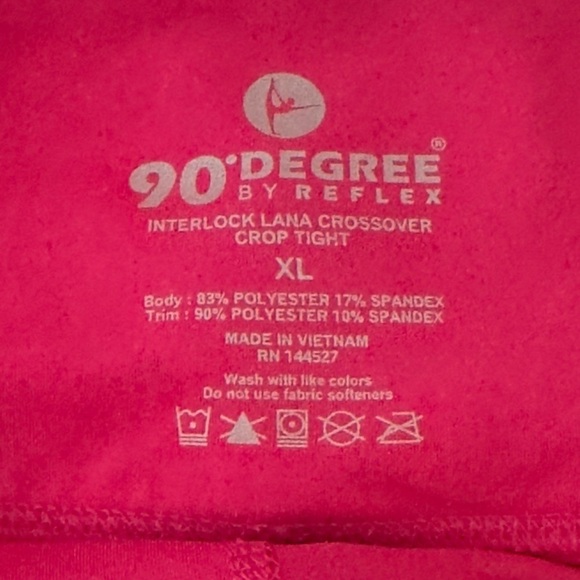 90°DEGREE®
BY REFLEX
INTERLOCK LANA CROSSOVER
CROP TIGHT
XL
Body : 83% POLYESTER 17% SPANDEX
Trim : 90% POLYESTER 10% SPANDEX
MADE IN VIETNAM
RN 144527
Wash with like colors
Do not use fabric softeners